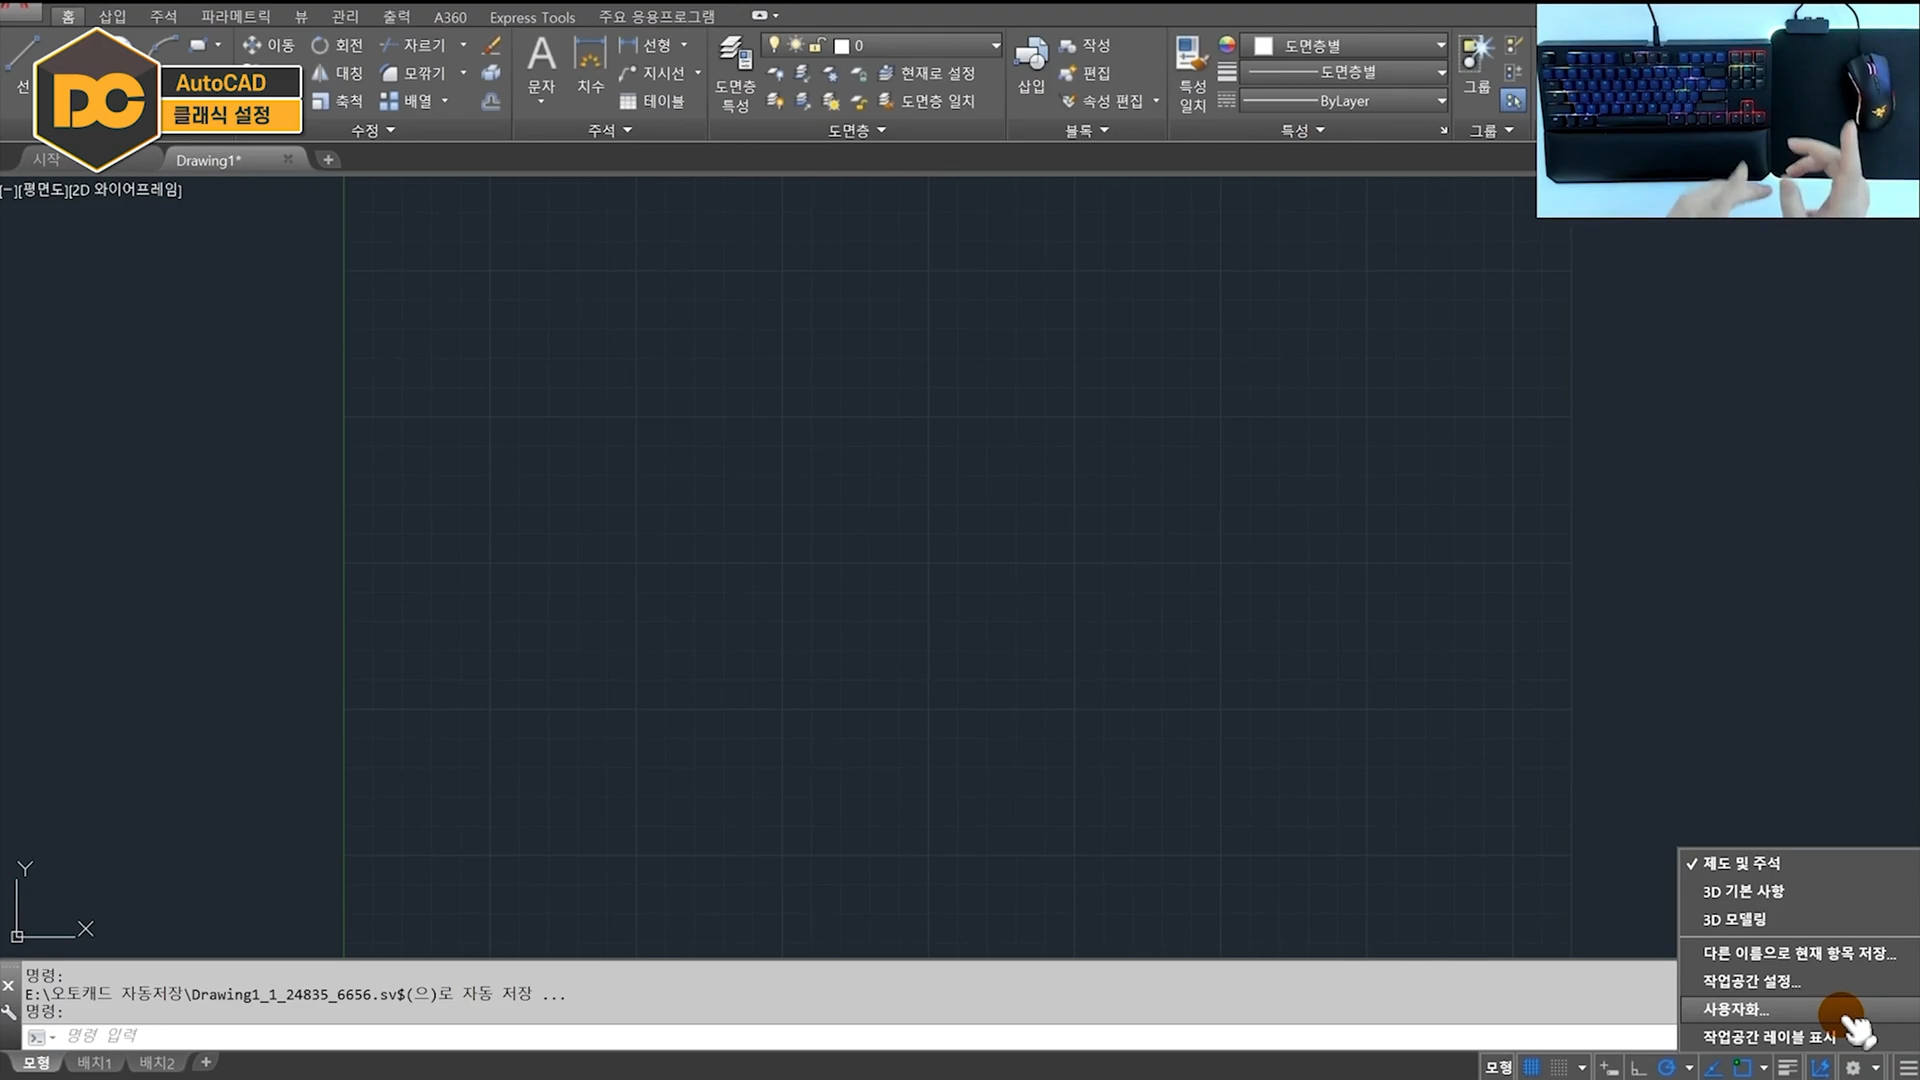 홈 삽입 주석 파라메트릭 뷰 관리 출력 A360 Express Tools 주요 응용프로그램
AutoCAD
클래식 설정
DC
선
이동 회전 자르기
대칭 모깎기
축척 배열
수정
문자 치수
선형
지시선
테이블
주석
도면층
특성
0
현재로 설정
도면층 일치
도면층
삽입
작성
편집
속성 편집
블록
특성
일치
도면층별
도면층별
ByLayer
특성
그룹
그룹
시작 Drawing1*
[-][평면도][2D 와이어프레임]
Y
X
제도 및 주석
3D 기본 사항
3D 모델링
다른 이름으로 현재 항목 저장...
작업공간 설정...
사용자화...
작업공간 레이블 표시
명령:
E:\오토캐드 자동저장\Drawing1_1_24835_6656.sv$(으)로 자동 저장 ...
명령:
명령 입력
모형 배치1 배치2
모형